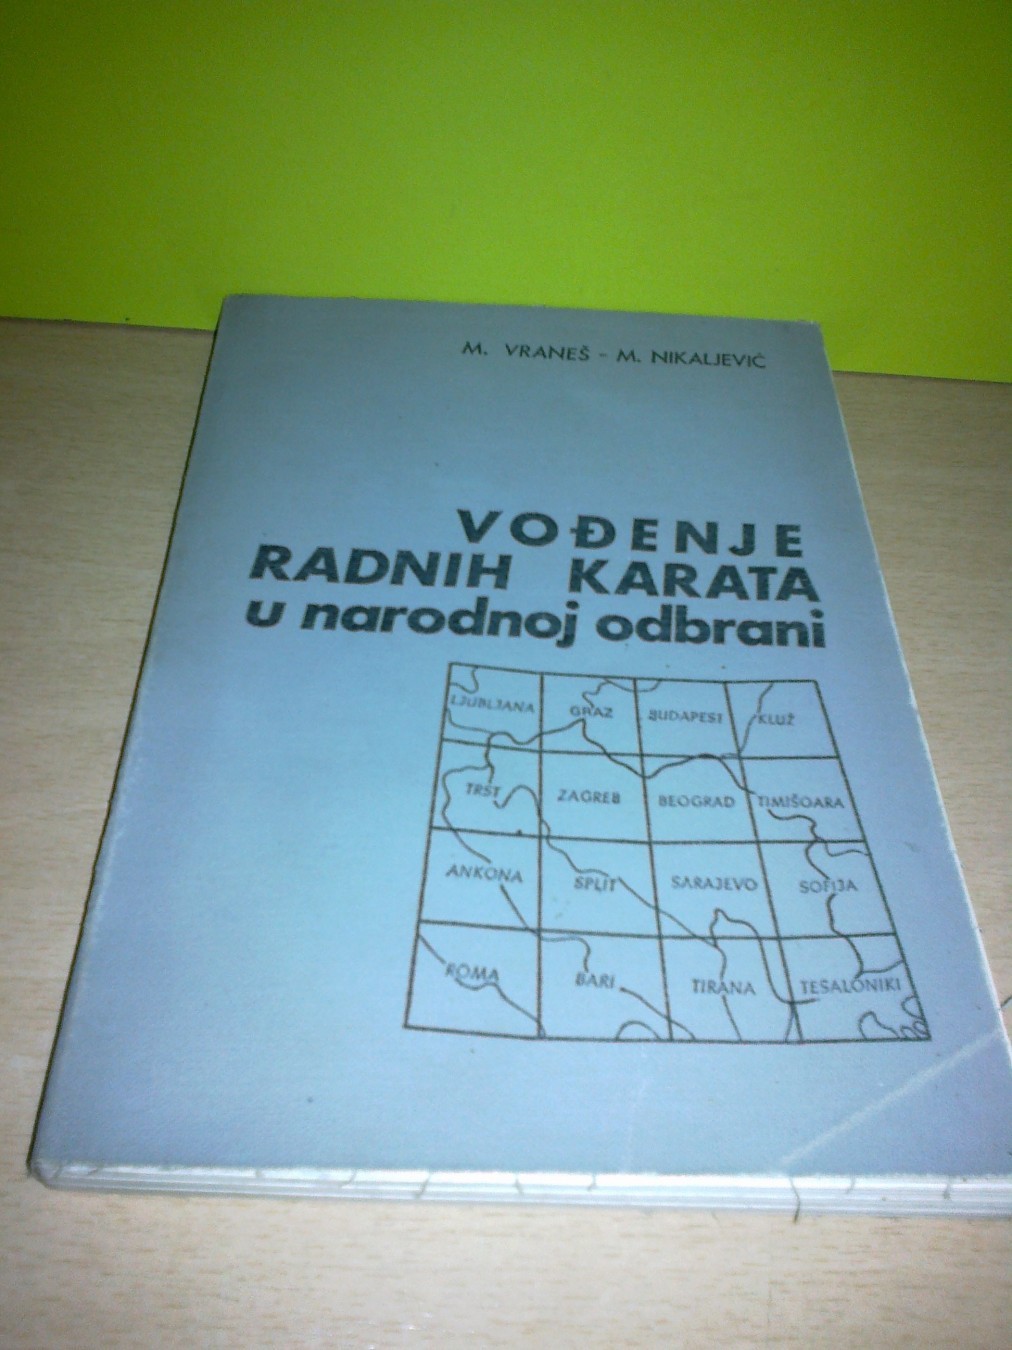 M. VRANEŠ - M. NIKALJEVIĆ
VOĐENJE
RADNIH KARATA
u narodnoj odbrani
LJUBLJANA GRAZ BUDAPEST KLUŽ
TRST ZAGREB BEOGRAD TIMIŠOARA
ANKONA SPLIT SARAJEVO SOFIJA
ROMA BARI TIRANA TESALONIKI